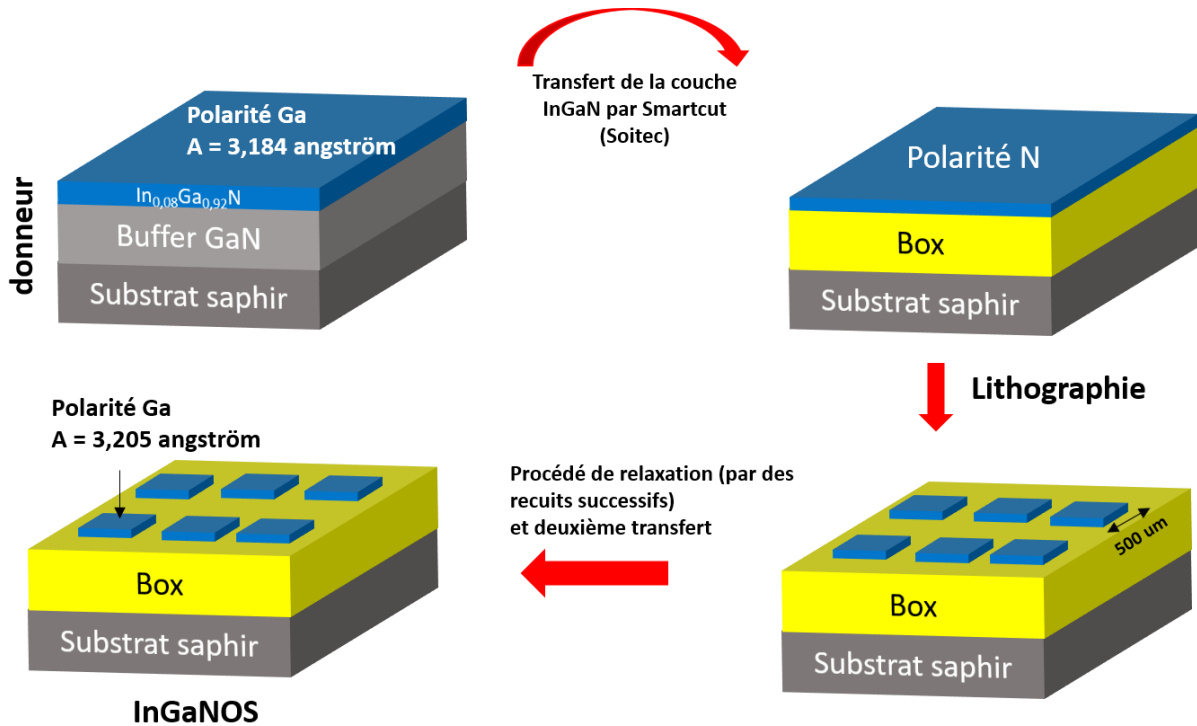 Transfert de la couche
InGaN par Smartcut
(Soitec)
Polarité Ga
A = 3,184 angström
In0,08Ga0,92N
Buffer GaN
Substrat saphir
donneur
Polarité N
Box
Substrat saphir
Lithographie
500 um
Box
Substrat saphir
Procédé de relaxation (par des
recuits successifs)
et deuxième transfert
Polarité Ga
A = 3,205 angström
Box
Substrat saphir
InGaNOS